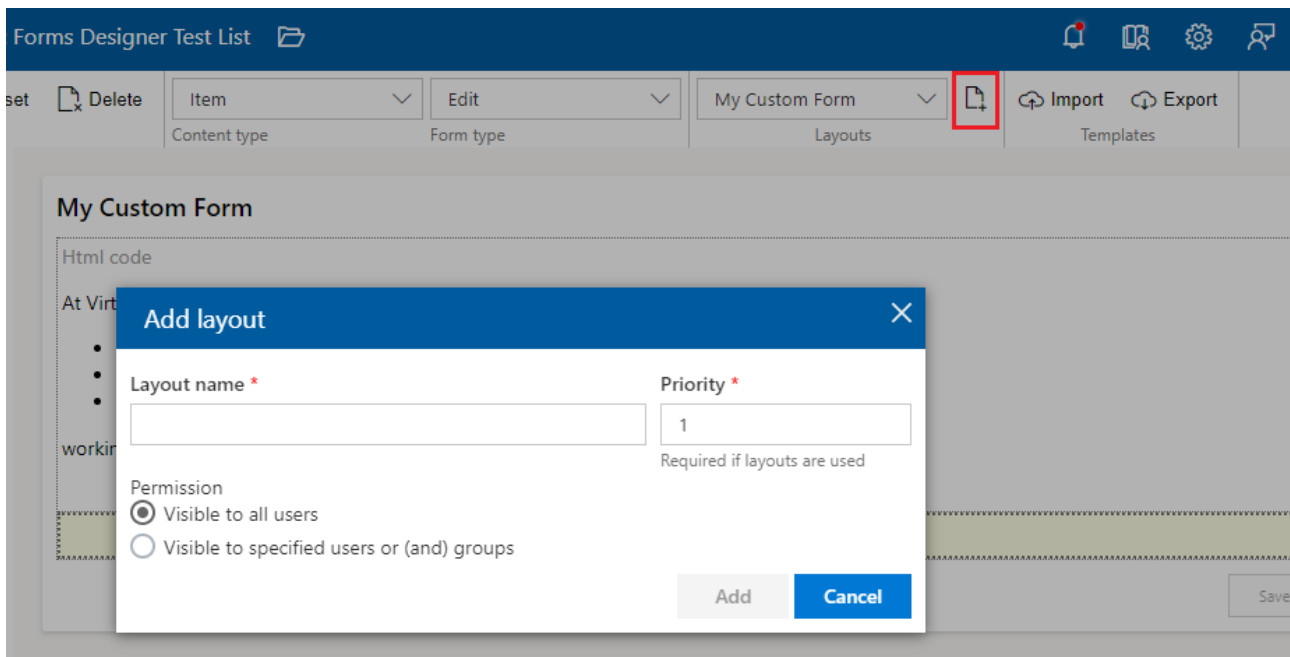 Forms Designer Test List
set Delete Item Edit My Custom Form Import Export
Content type Form type Layouts Templates
My Custom Form
Html code
At Virt
Add layout
Layout name * Priority *
1
Required if layouts are used
workin
Permission
Visible to all users
Visible to specified users or (and) groups
Add Cancel
Save